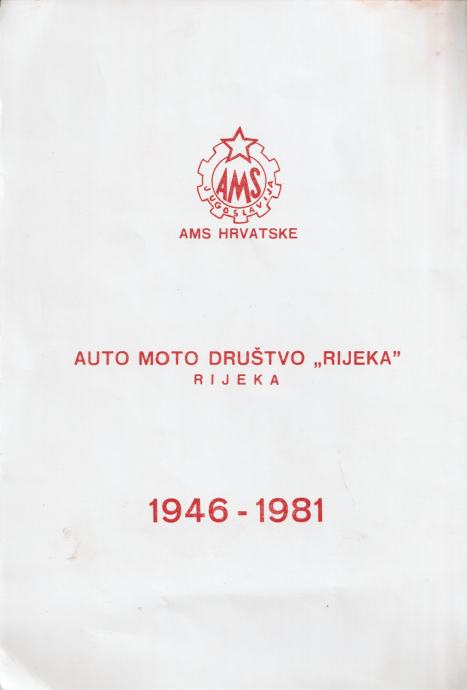 AMS
JUGOSLAVIJA
AMS HRVATSKE
AUTO MOTO DRUŠTVO „RIJEKA”
RIJEKA
1946 - 1981